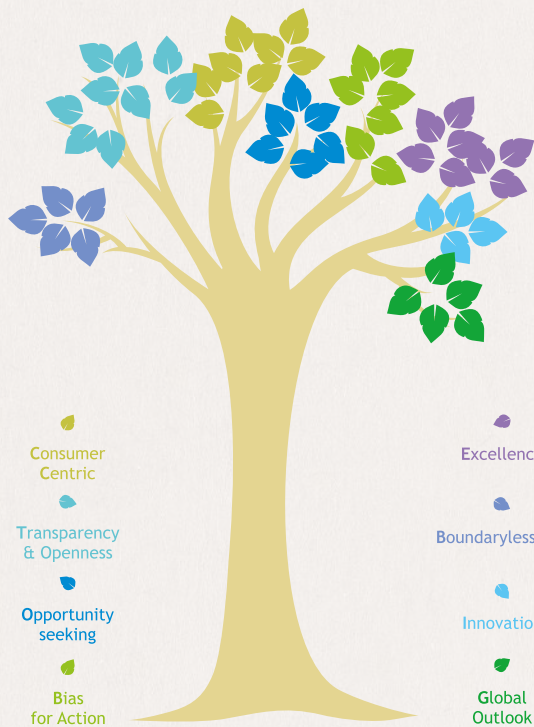 Consumer
Centric
Transparency
& Openness
Opportunity
seeking
Bias
for Action
Excellenc
Boundaryless
Innovatio
Global
Outlook